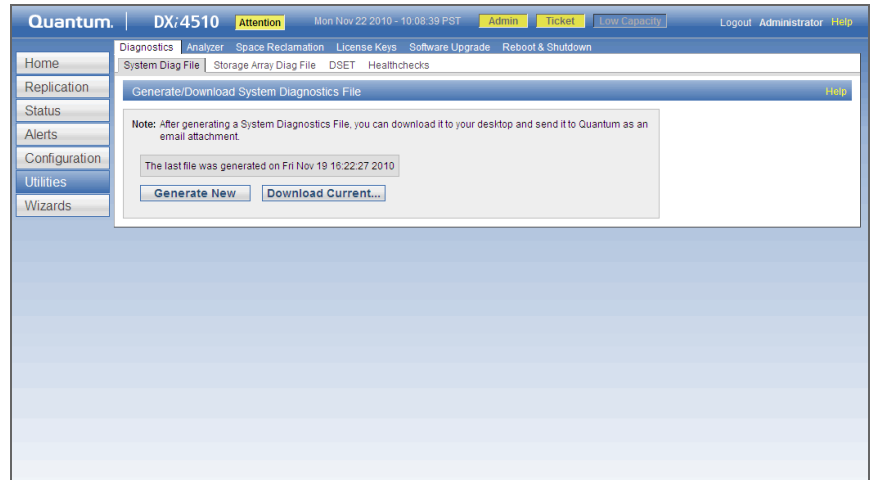 Quantum. DXi4510 Attention Mon Nov 22 2010 - 10:08:39 PST Admin Ticket Low Capacity Logout Administrator Help
Diagnostics Analyzer Space Reclamation License Keys Software Upgrade Reboot & Shutdown
System Diag File Storage Array Diag File DSET Healthchecks
Home
Replication
Status
Alerts
Configuration
Utilities
Wizards
Generate/Download System Diagnostics File Help
Note: After generating a System Diagnostics File, you can download it to your desktop and send it to Quantum as an
email attachment.
The last file was generated on Fri Nov 19 16:22:27 2010
Generate New Download Current...